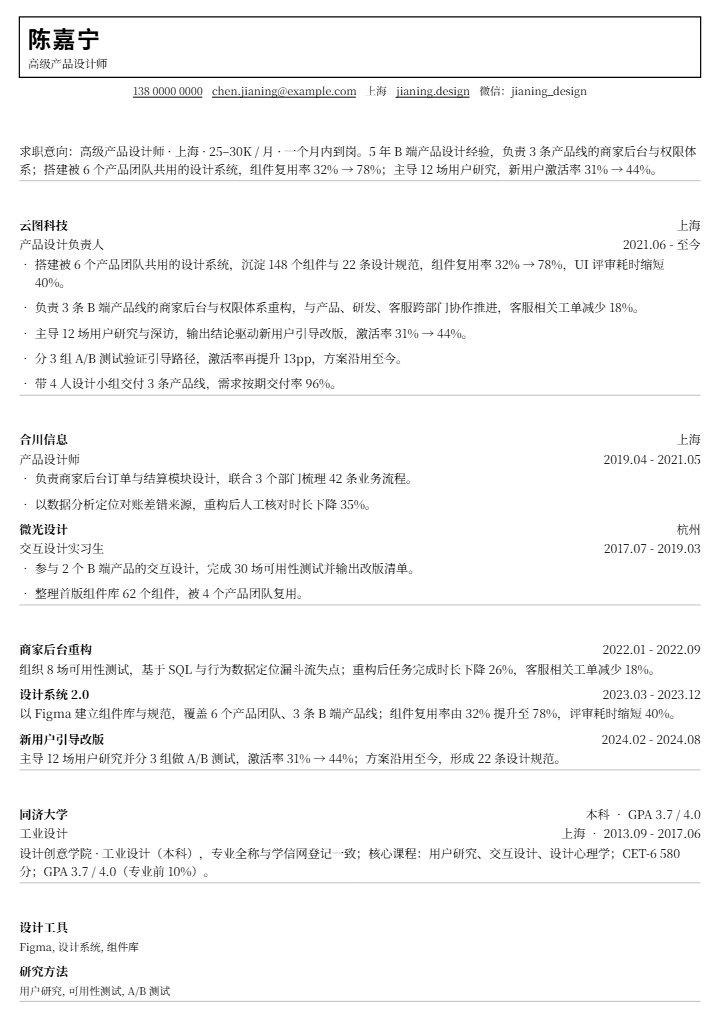 陈嘉宁
高级产品设计师
138 0000 0000 chen.jianing@example.com 上海 jianing.design 微信：jianing_design
求职意向：高级产品设计师 · 上海 · 25–30K / 月 · 一个月内到岗。5 年 B 端产品设计经验，负责 3 条产品线的商家后台与权限体
系；搭建被 6 个产品团队共用的设计系统，组件复用率 32% → 78%；主导 12 场用户研究，新用户激活率 31% → 44%。
云图科技 上海
产品设计负责人 2021.06 - 至今
· 搭建被 6 个产品团队共用的设计系统，沉淀 148 个组件与 22 条设计规范，组件复用率 32% → 78%，UI 评审耗时缩短
40%。
· 负责 3 条 B 端产品线的商家后台与权限体系重构，与产品、研发、客服跨部门协作推进，客服相关工单减少 18%。
· 主导 12 场用户研究与深访，输出结论驱动新用户引导改版，激活率 31% → 44%。
· 分 3 组 A/B 测试验证引导路径，激活率再提升 13pp，方案沿用至今。
· 带 4 人设计小组交付 3 条产品线，需求按期交付率 96%。
合川信息 上海
产品设计师 2019.04 - 2021.05
· 负责商家后台订单与结算模块设计，联合 3 个部门梳理 42 条业务流程。
· 以数据分析定位对账差错来源，重构后人工核对时长下降 35%。
微光设计 杭州
交互设计实习生 2017.07 - 2019.03
· 参与 2 个 B 端产品的交互设计，完成 30 场可用性测试并输出改版清单。
· 整理首版组件库 62 个组件，被 4 个产品团队复用。
商家后台重构 2022.01 - 2022.09
组织 8 场可用性测试，基于 SQL 与行为数据定位漏斗流失点；重构后任务完成时长下降 26%，客服相关工单减少 18%。
设计系统 2.0 2023.03 - 2023.12
以 Figma 建立组件库与规范，覆盖 6 个产品团队、3 条 B 端产品线；组件复用率由 32% 提升至 78%，评审耗时缩短 40%。
新用户引导改版 2024.02 - 2024.08
主导 12 场用户研究并分 3 组做 A/B 测试，激活率 31% → 44%；方案沿用至今，形成 22 条设计规范。
同济大学 本科 · GPA 3.7 / 4.0
工业设计 上海 · 2013.09 - 2017.06
设计创意学院 · 工业设计（本科），专业全称与学信网登记一致；核心课程：用户研究、交互设计、设计心理学；CET-6 580
分；GPA 3.7 / 4.0（专业前 10%）。
设计工具
Figma, 设计系统, 组件库
研究方法
用户研究, 可用性测试, A/B 测试